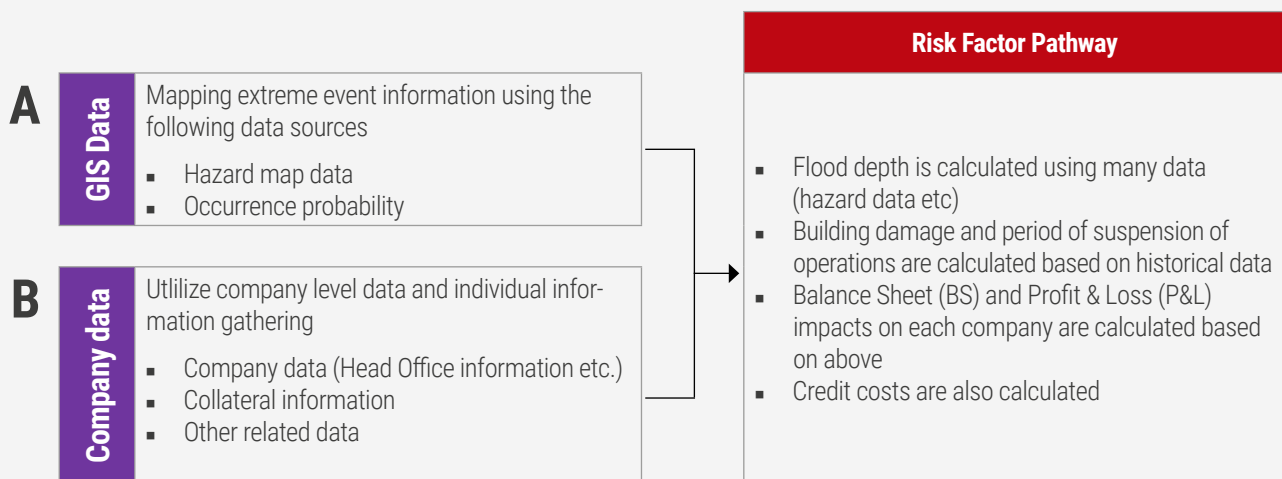 A
GIS Data
Mapping extreme event information using the
following data sources
▪ Hazard map data
▪ Occurrence probability
B
Company data
Utlilize company level data and individual infor-
mation gathering
▪ Company data (Head Office information etc.)
▪ Collateral information
▪ Other related data
Risk Factor Pathway
▪ Flood depth is calculated using many data
(hazard data etc)
▪ Building damage and period of suspension of
operations are calculated based on historical data
▪ Balance Sheet (BS) and Profit & Loss (P&L)
impacts on each company are calculated based
on above
▪ Credit costs are also calculated